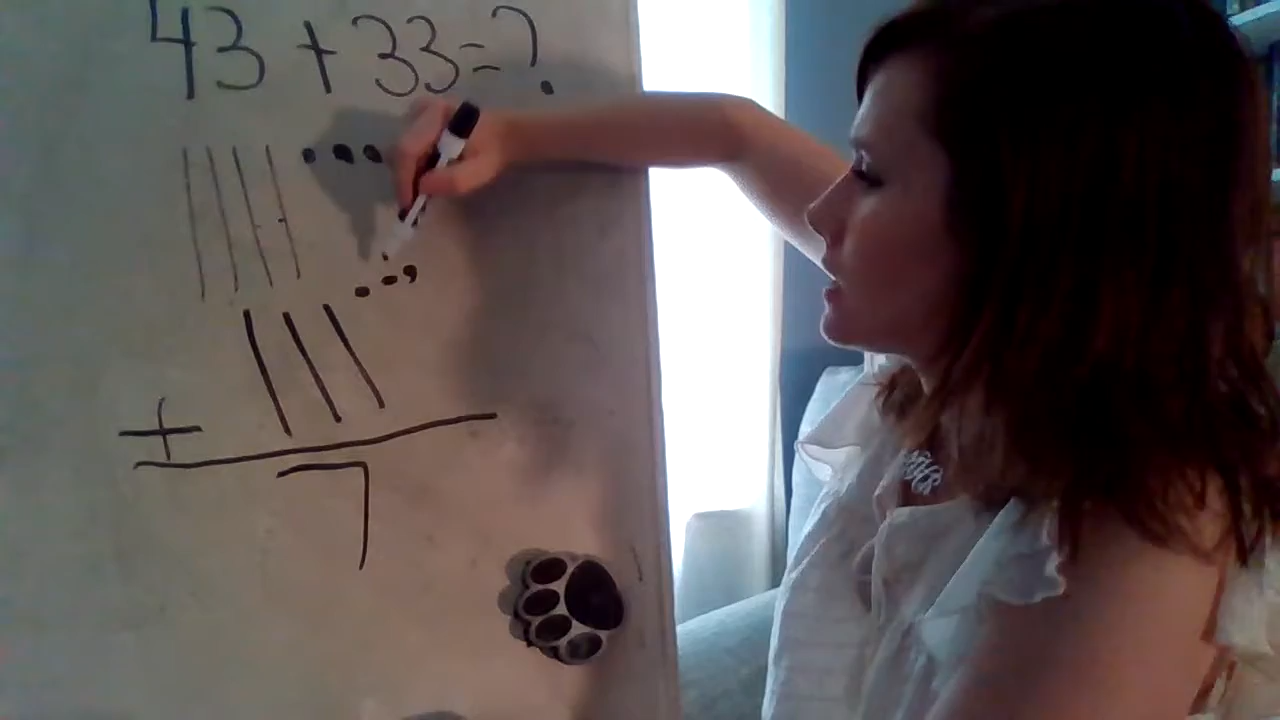 43 + 33 = ?
+
7